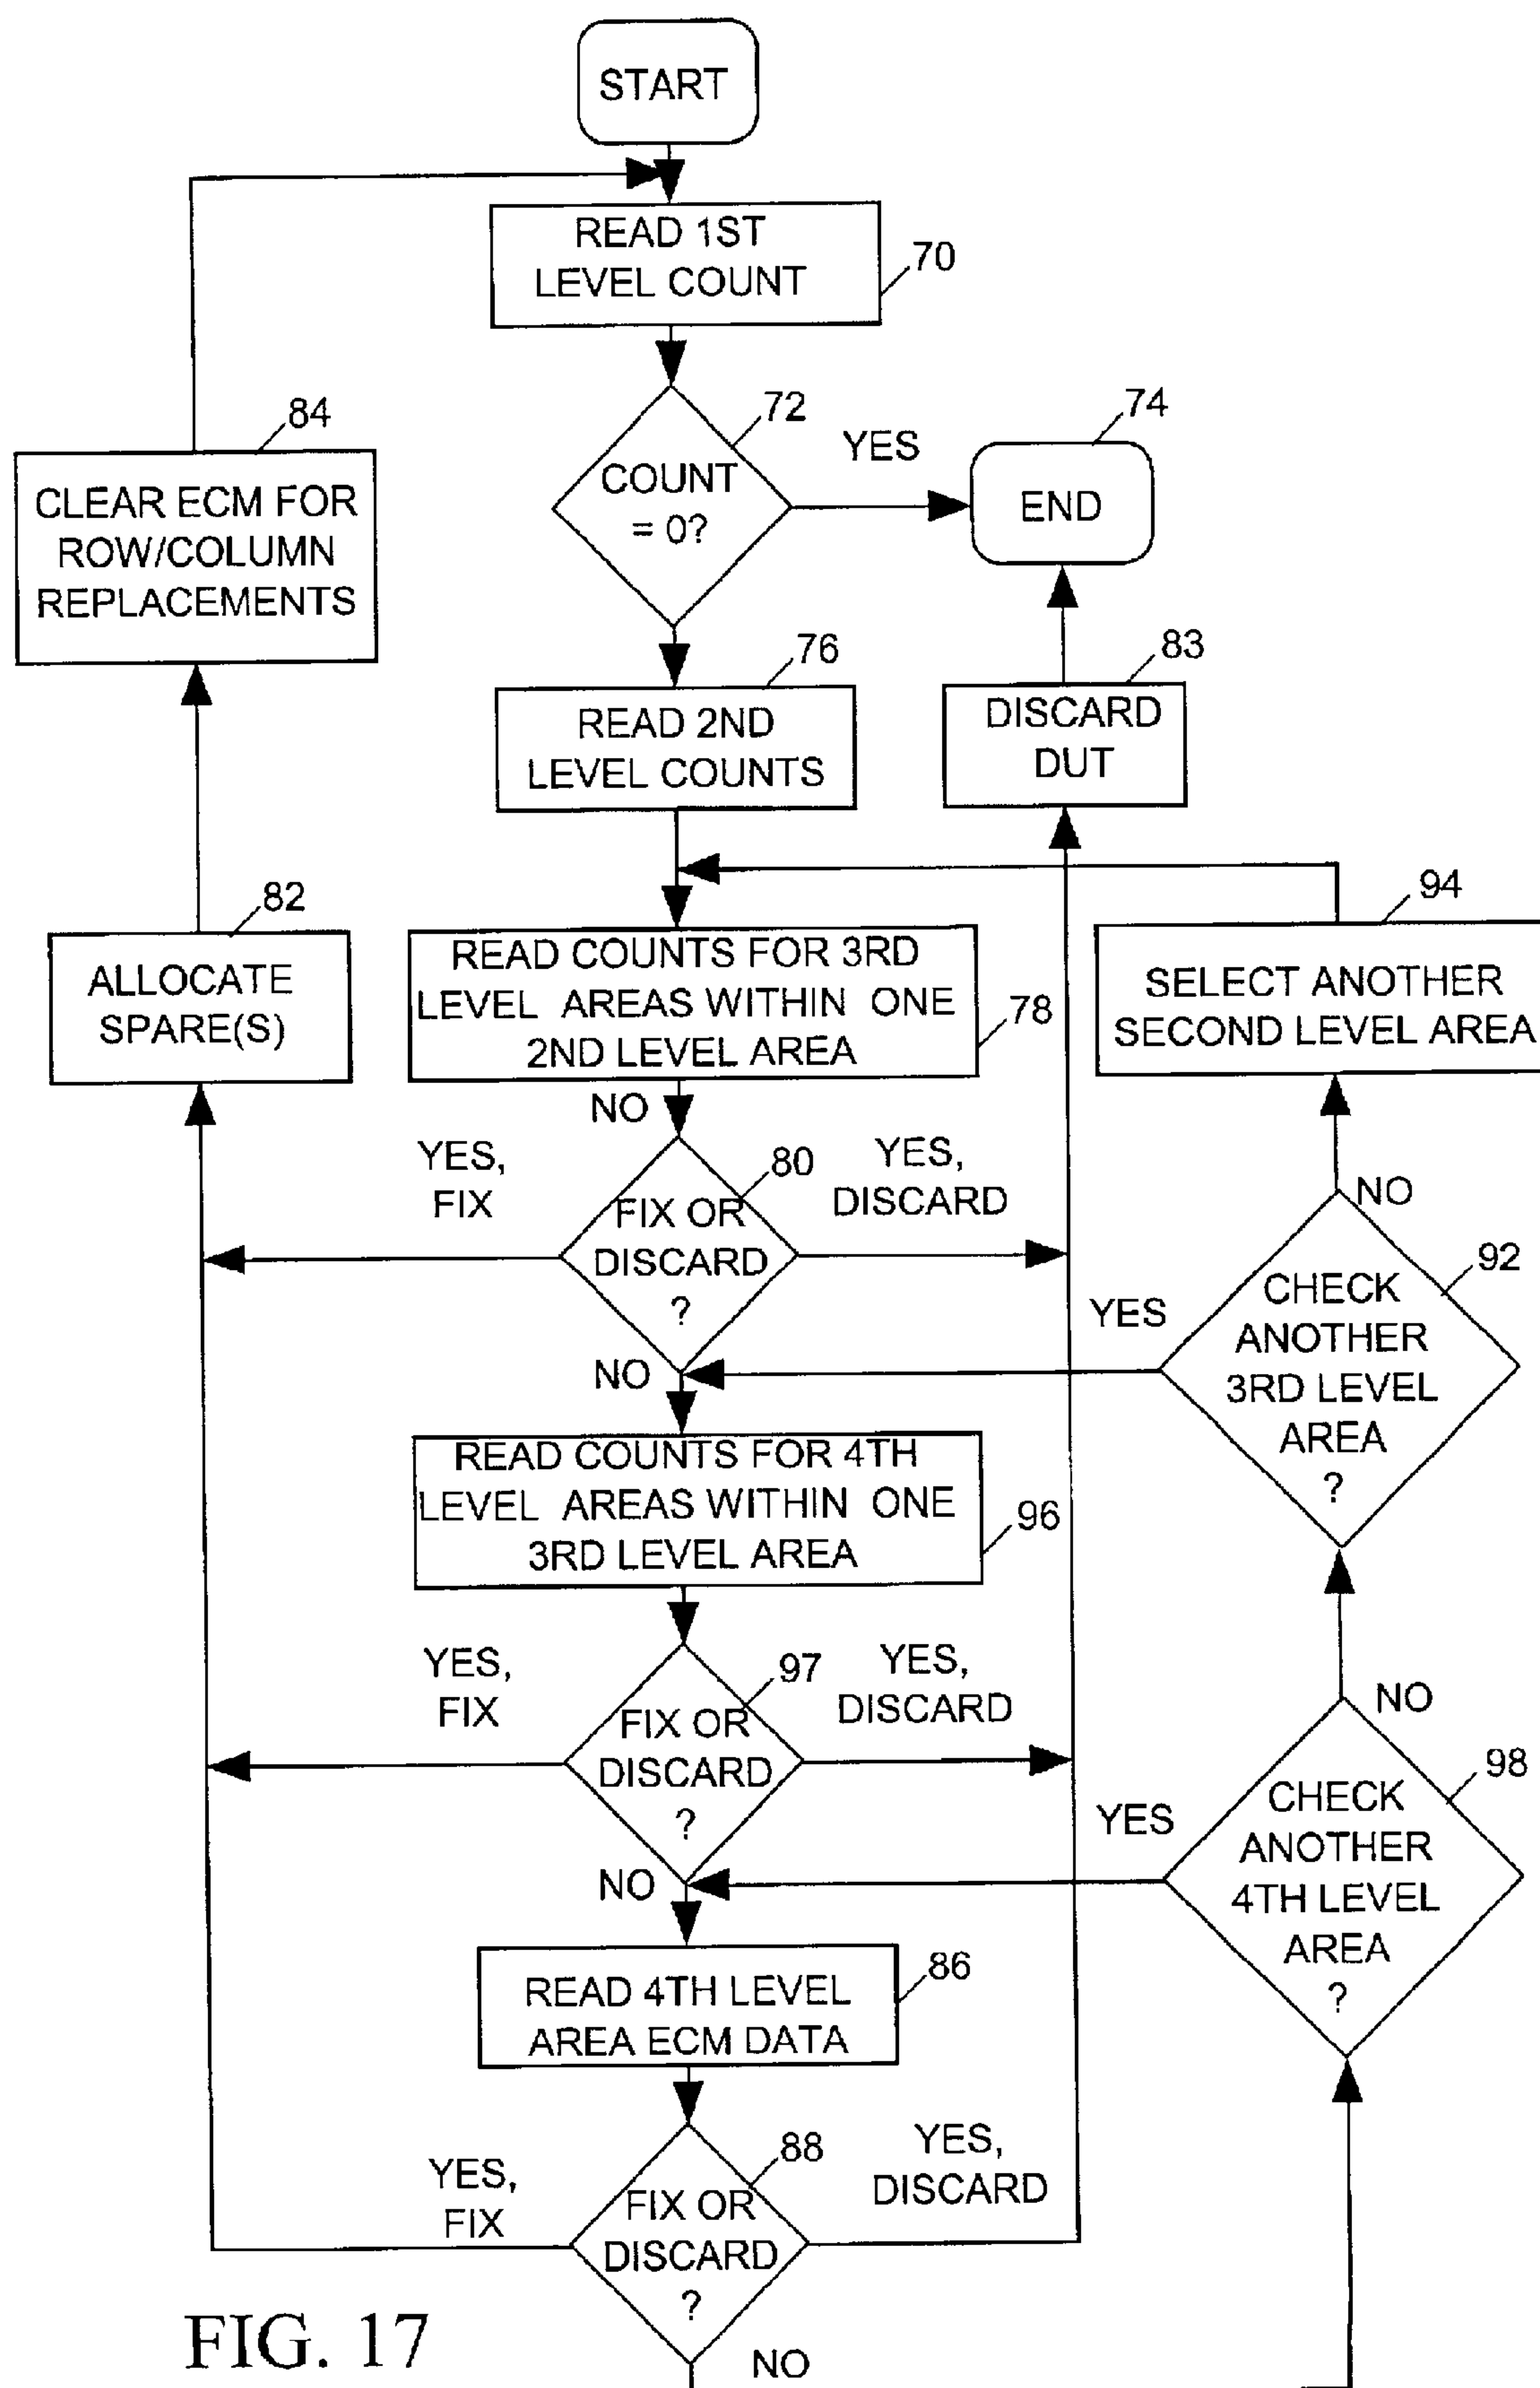 START
READ 1ST
LEVEL COUNT
70
72
COUNT
= 0?
YES
74
END
84
CLEAR ECM FOR
ROW/COLUMN
REPLACEMENTS
76
READ 2ND
LEVEL COUNTS
83
DISCARD
DUT
82
ALLOCATE
SPARE(S)
READ COUNTS FOR 3RD
LEVEL AREAS WITHIN ONE
2ND LEVEL AREA
78
94
SELECT ANOTHER
SECOND LEVEL AREA
NO
YES,
FIX
80
FIX OR
DISCARD
?
YES,
DISCARD
NO
NO
92
CHECK
ANOTHER
3RD LEVEL
AREA
?
YES
READ COUNTS FOR 4TH
LEVEL AREAS WITHIN ONE
3RD LEVEL AREA
96
YES,
FIX
97
FIX OR
DISCARD
?
YES,
DISCARD
NO
NO
98
CHECK
ANOTHER
4TH LEVEL
AREA
?
YES
READ 4TH LEVEL
AREA ECM DATA
86
YES,
FIX
88
FIX OR
DISCARD
?
YES,
DISCARD
NO
FIG. 17